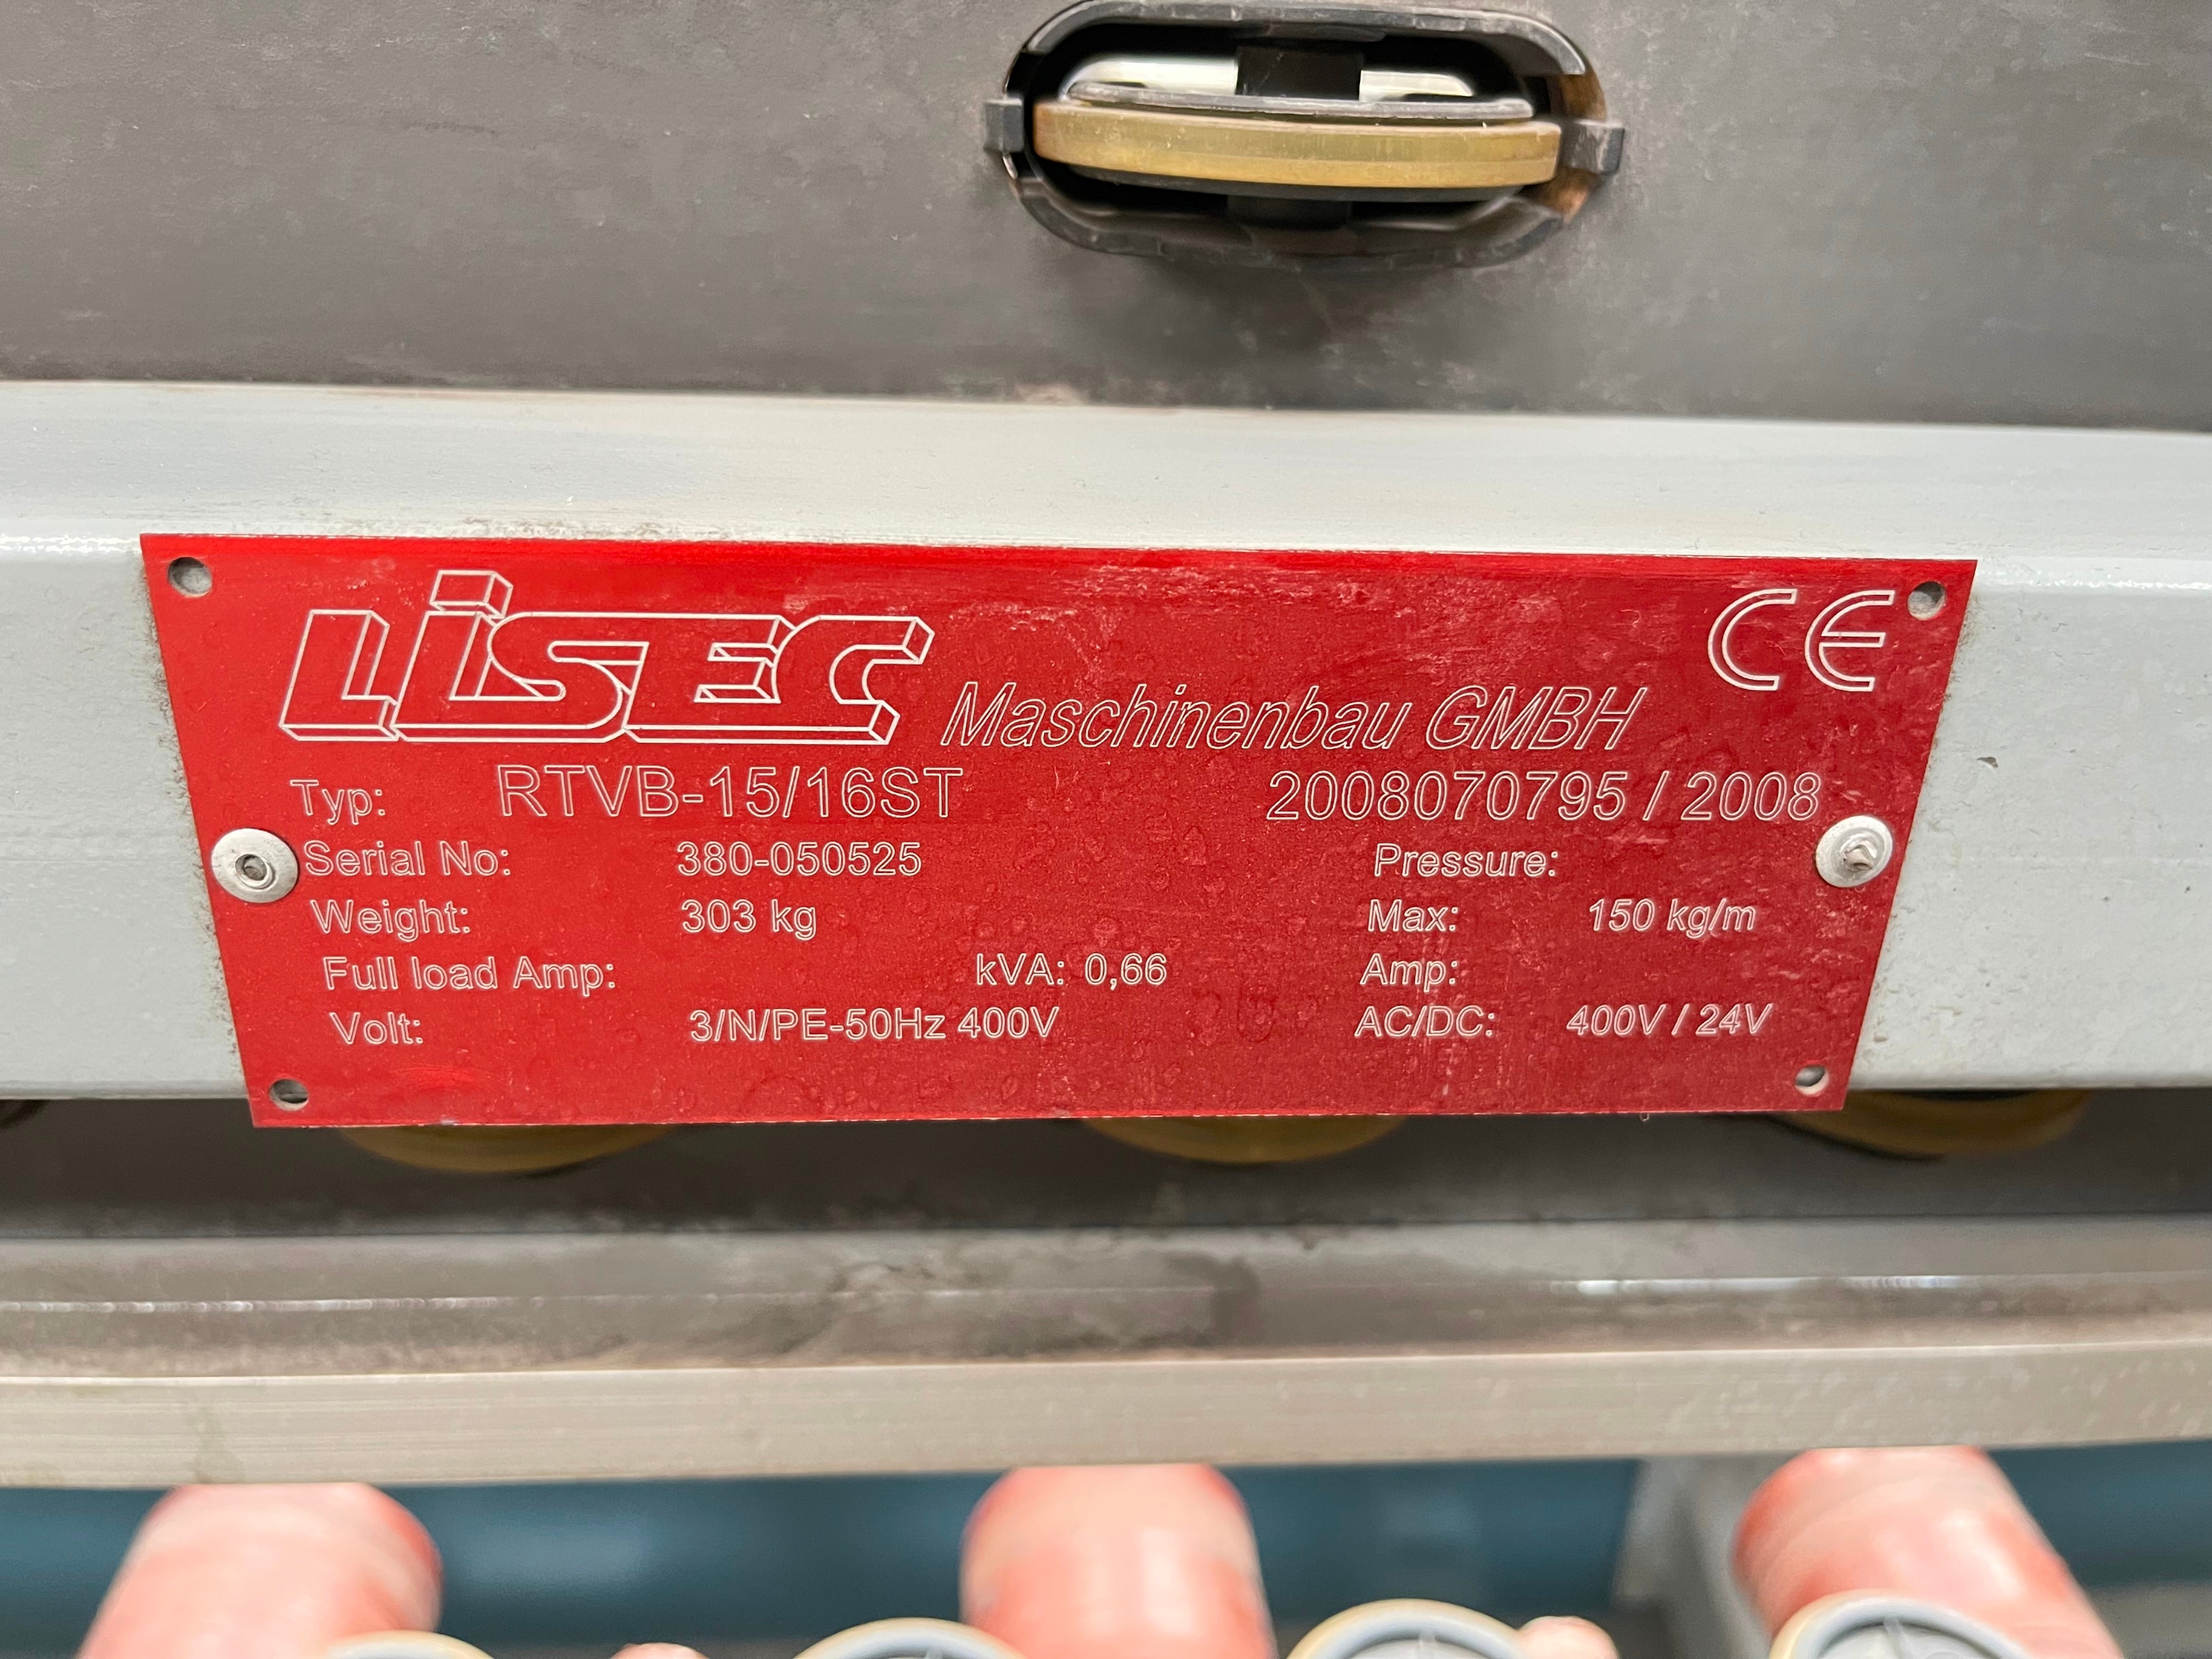 LiSEC Maschinenbau GMBH CE
Typ: RTVB-15/16ST 2008070795 / 2008
Serial No: 380-050525 Pressure:
Weight: 303 kg Max: 150 kg/m
Full load Amp: kVA: 0,66 Amp:
Volt: 3/N/PE-50Hz 400V AC/DC: 400V / 24V